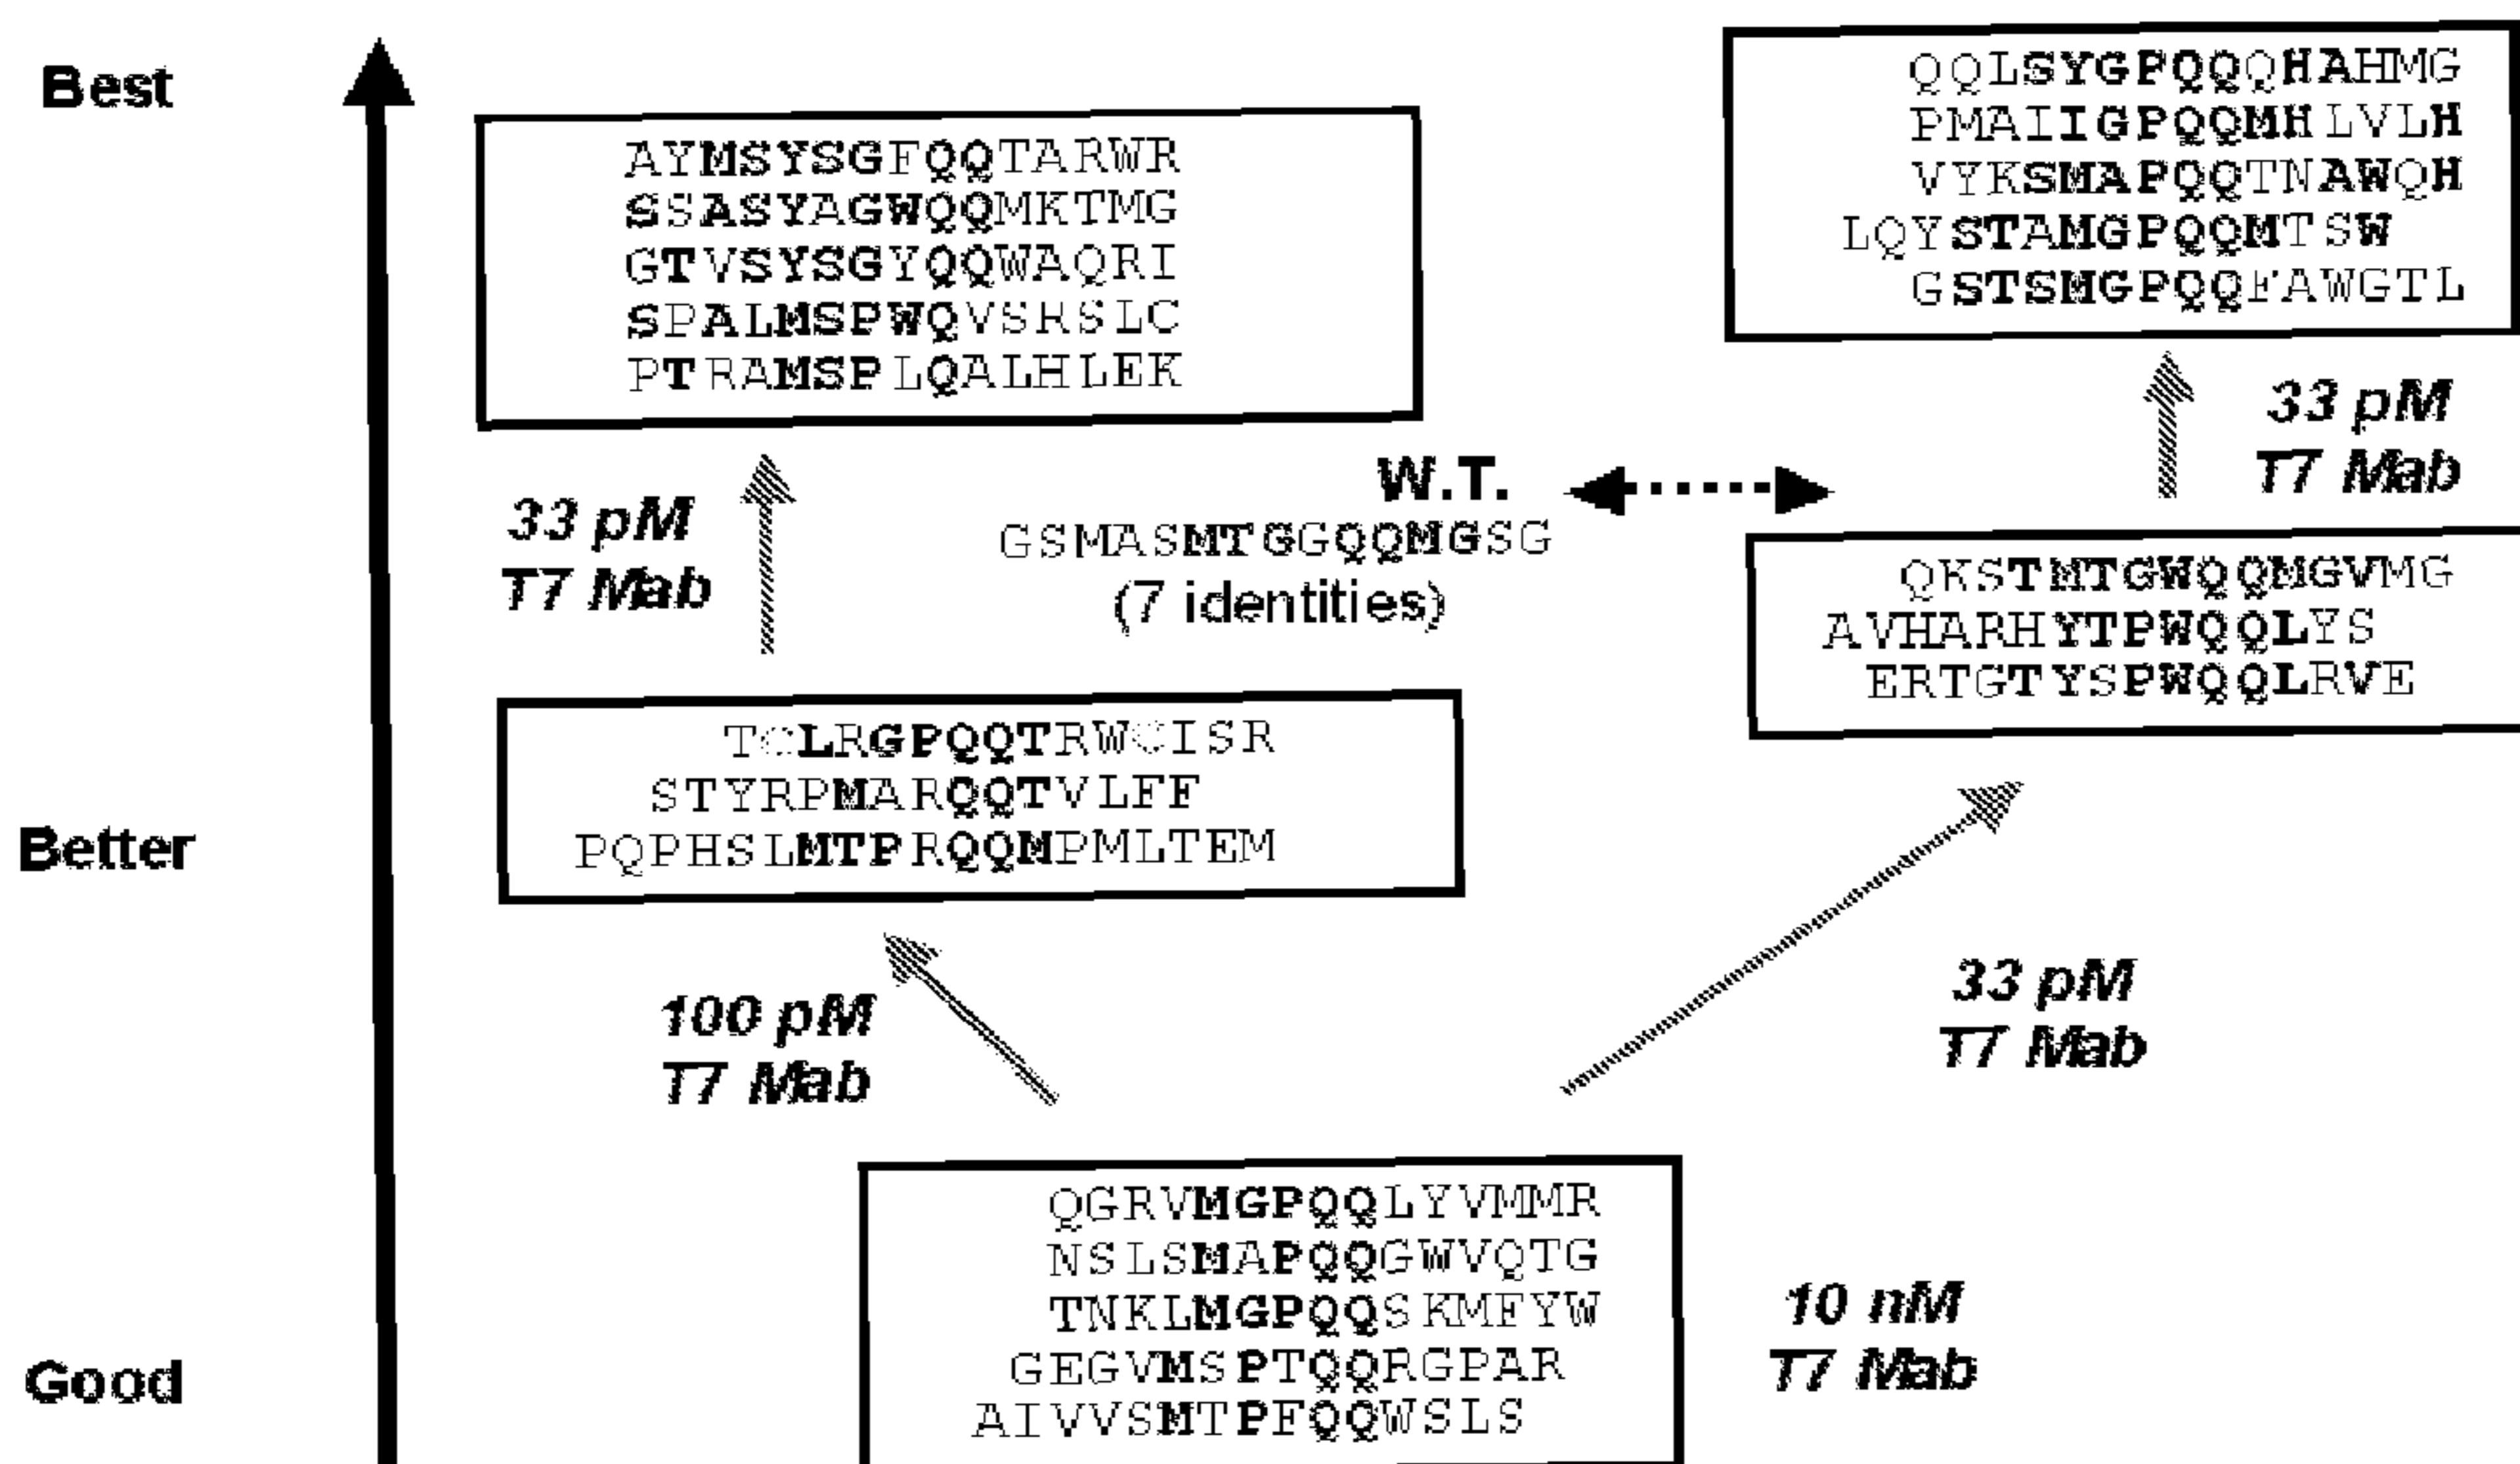 Best
QQLSYGPQQQHAHMG
PMAIIGPQQMHLVLH
VYKSMAPQQTNAWQH
LQYSTAMGPQQMTSW
GSTSMGPQQFAWGTL
AYMSYSGFQQTARWR
SSASYAGWQQMKTMG
GTVSYSGYQQWAQRI
SPALMSPWQVSRSLC
PTRAMSPLQALHLEK
33 pM
T7 Mab
W.T.
GSMASMTGGQQMGSG
(7 identities)
33 pM
T7 Mab
QKSTMTGWQQMGVMG
AVHARHYTPWQQLYS
ERTGTYSPWQQLRVE
Better
TCLRGPQQTRWCISR
STYRPMARQQTVLFF
PQPHSLMTPRQQMPMLTEM
100 pM
T7 Mab
33 pM
T7 Mab
Good
QGRVMGPQQLYVMMR
NSLSMAPQQGWVQTG
TNKLMGPQQSKMFYW
GEGVMSPTQQRGPAR
AIVVSMTPFQQWSLS
10 nM
T7 Mab